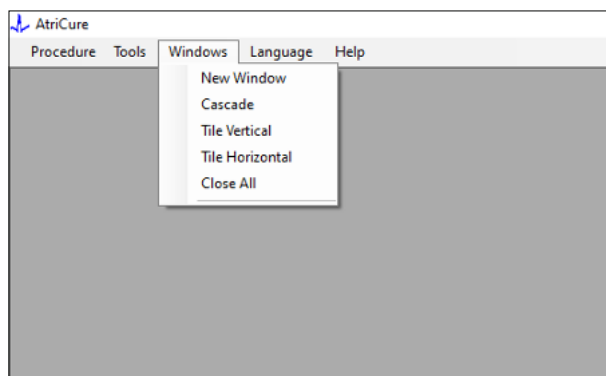 AtriCure
Procedure Tools Windows Language Help
New Window
Cascade
Tile Vertical
Tile Horizontal
Close All